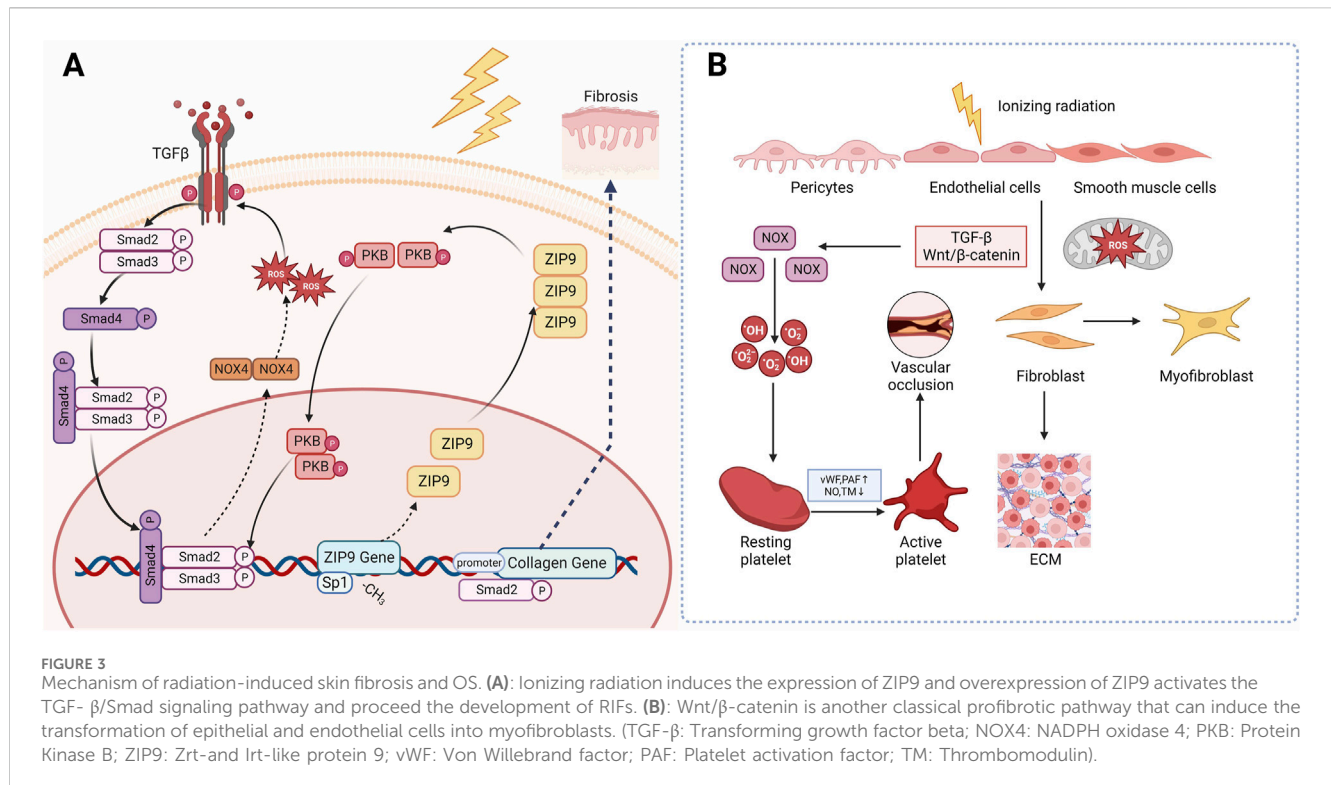 A
TGFβ
P
P
Fibrosis
Smad2 P
Smad3 P
ROS
ROS
P PKB PKB P
ZIP9
ZIP9
ZIP9
Smad4 P
NOX4 NOX4
P
Smad4
Smad2 P
Smad3 P
PKB P
PKB P
ZIP9
ZIP9
P
Smad4
Smad2 P
Smad3 P
ZIP9 Gene
Sp1
-CH3
promoter
Collagen Gene
Smad2 P
B
Ionizing radiation
Pericytes
Endothelial cells
Smooth muscle cells
NOX
NOX
NOX
TGF-β
Wnt/β-catenin
ROS
•OH
•O2-
•O2²-
•O2-
•OH
Vascular
occlusion
Fibroblast
Myofibroblast
vWF,PAF↑
NO,TM↓
Resting
platelet
Active
platelet
ECM
FIGURE 3
Mechanism of radiation-induced skin fibrosis and OS. (A): Ionizing radiation induces the expression of ZIP9 and overexpression of ZIP9 activates the
TGF- β/Smad signaling pathway and proceed the development of RIFs. (B): Wnt/β-catenin is another classical profibrotic pathway that can induce the
transformation of epithelial and endothelial cells into myofibroblasts. (TGF-β: Transforming growth factor beta; NOX4: NADPH oxidase 4; PKB: Protein
Kinase B; ZIP9: Zrt-and Irt-like protein 9; vWF: Von Willebrand factor; PAF: Platelet activation factor; TM: Thrombomodulin).